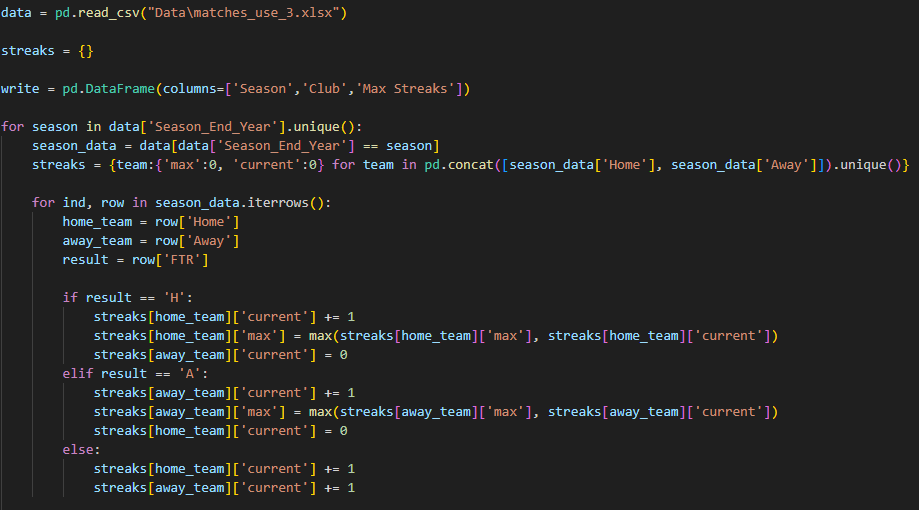 data = pd.read_csv("Data\matches_use_3.xlsx")
streaks = {}
write = pd.DataFrame(columns=['Season','Club','Max Streaks'])
for season in data['Season_End_Year'].unique():
    season_data = data[data['Season_End_Year'] == season]
    streaks = {team:{'max':0, 'current':0} for team in pd.concat([season_data['Home'], season_data['Away']]).unique()}
    for ind, row in season_data.iterrows():
        home_team = row['Home']
        away_team = row['Away']
        result = row['FTR']
        if result == 'H':
            streaks[home_team]['current'] += 1
            streaks[home_team]['max'] = max(streaks[home_team]['max'], streaks[home_team]['current'])
            streaks[away_team]['current'] = 0
        elif result == 'A':
            streaks[away_team]['current'] += 1
            streaks[away_team]['max'] = max(streaks[away_team]['max'], streaks[away_team]['current'])
            streaks[home_team]['current'] = 0
        else:
            streaks[home_team]['current'] += 1
            streaks[away_team]['current'] += 1